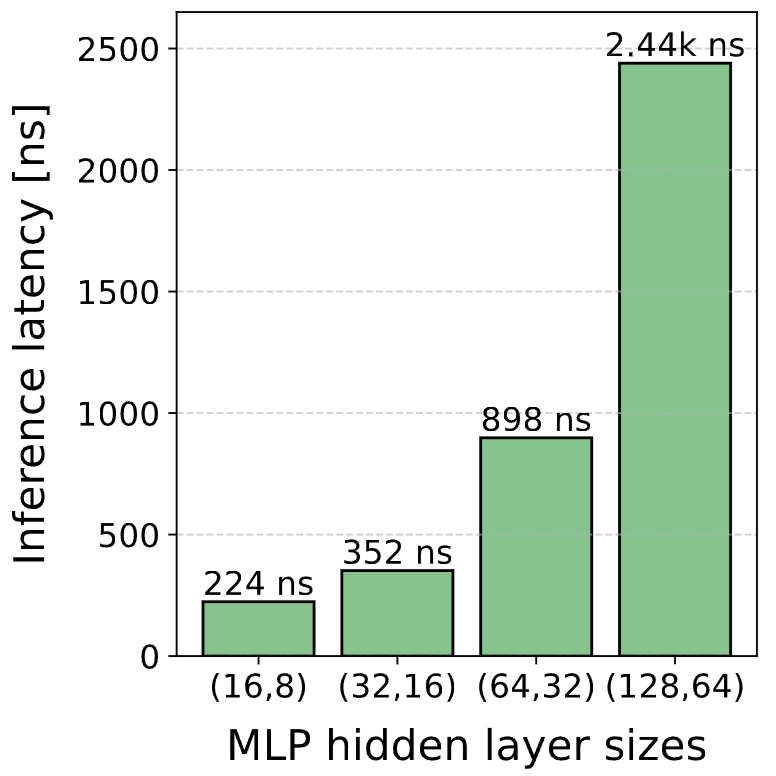 Inference latency [ns]
2500
2000
1500
1000
500
0
2.44k ns
898 ns
352 ns
224 ns
(16,8) (32,16) (64,32) (128,64)
MLP hidden layer sizes